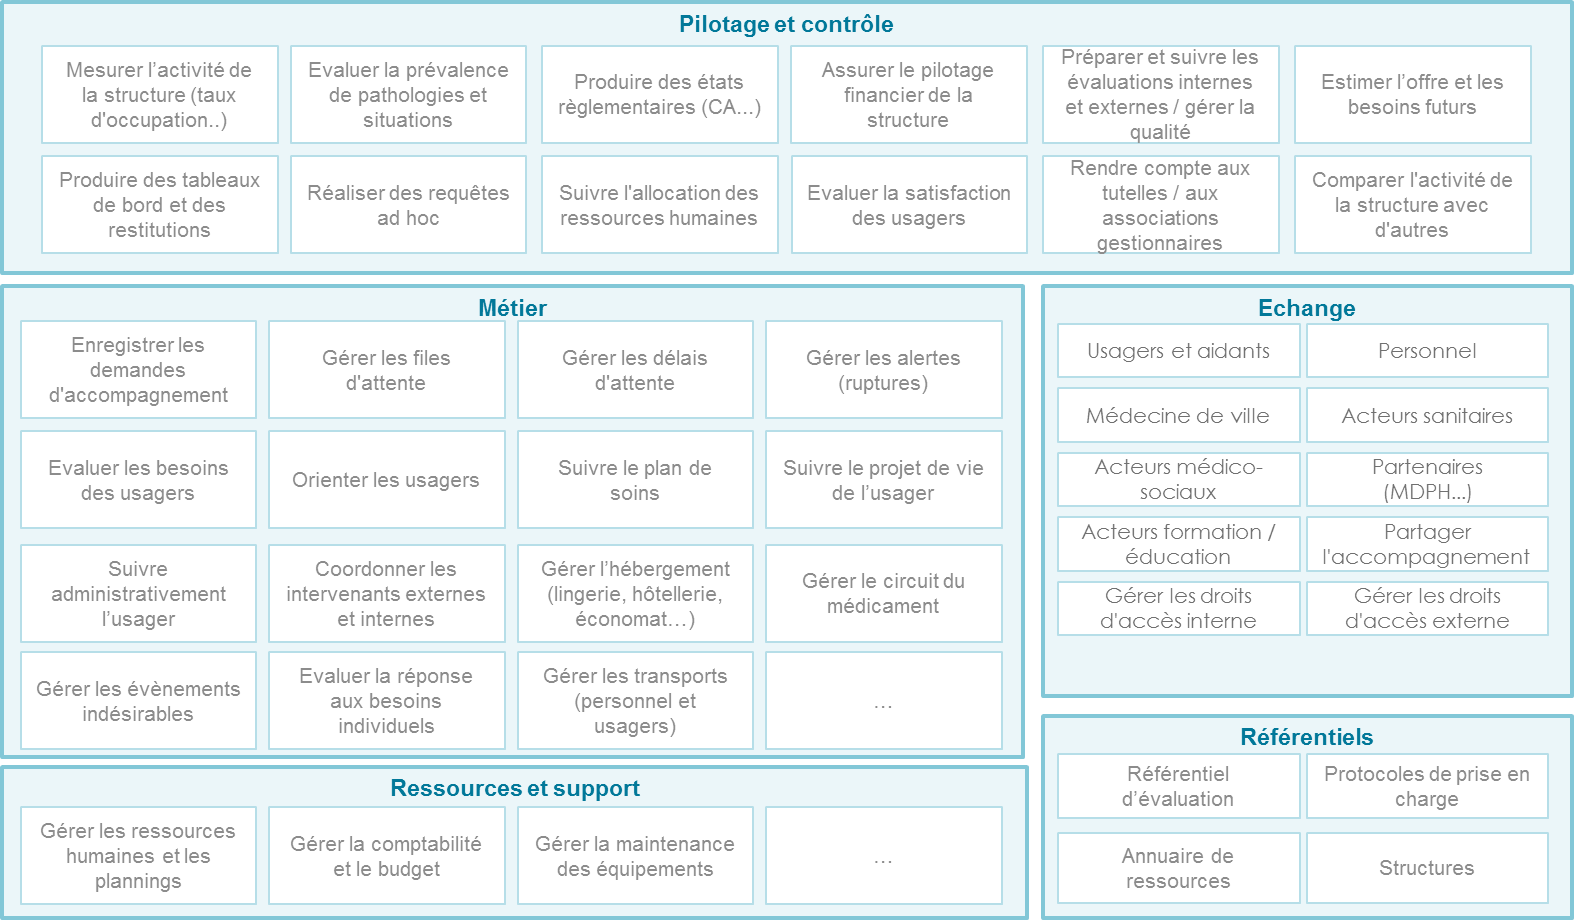 Pilotage et contrôle
Mesurer l’activité de
la structure (taux
d'occupation..)
Evaluer la prévalence
de pathologies et
situations
Produire des états
règlementaires (CA...)
Assurer le pilotage
financier de la
structure
Préparer et suivre les
évaluations internes
et externes / gérer la
qualité
Estimer l’offre et les
besoins futurs
Produire des tableaux
de bord et des
restitutions
Réaliser des requêtes
ad hoc
Suivre l'allocation des
ressources humaines
Evaluer la satisfaction
des usagers
Rendre compte aux
tutelles / aux
associations
gestionnaires
Comparer l'activité de
la structure avec
d'autres
Métier
Enregistrer les
demandes
d'accompagnement
Gérer les files
d'attente
Gérer les délais
d'attente
Gérer les alertes
(ruptures)
Evaluer les besoins
des usagers
Orienter les usagers
Suivre le plan de
soins
Suivre le projet de vie
de l’usager
Suivre
administrativement
l’usager
Coordonner les
intervenants externes
et internes
Gérer l’hébergement
(lingerie, hôtellerie,
économat…)
Gérer le circuit du
médicament
Gérer les évènements
indésirables
Evaluer la réponse
aux besoins
individuels
Gérer les transports
(personnel et
usagers)
…
Echange
Usagers et aidants
Personnel
Médecine de ville
Acteurs sanitaires
Acteurs médico-
sociaux
Partenaires
(MDPH...)
Acteurs formation /
éducation
Partager
l'accompagnement
Gérer les droits
d'accès interne
Gérer les droits
d'accès externe
Ressources et support
Gérer les ressources
humaines et les
plannings
Gérer la comptabilité
et le budget
Gérer la maintenance
des équipements
…
Référentiels
Référentiel
d’évaluation
Protocoles de prise en
charge
Annuaire de
ressources
Structures